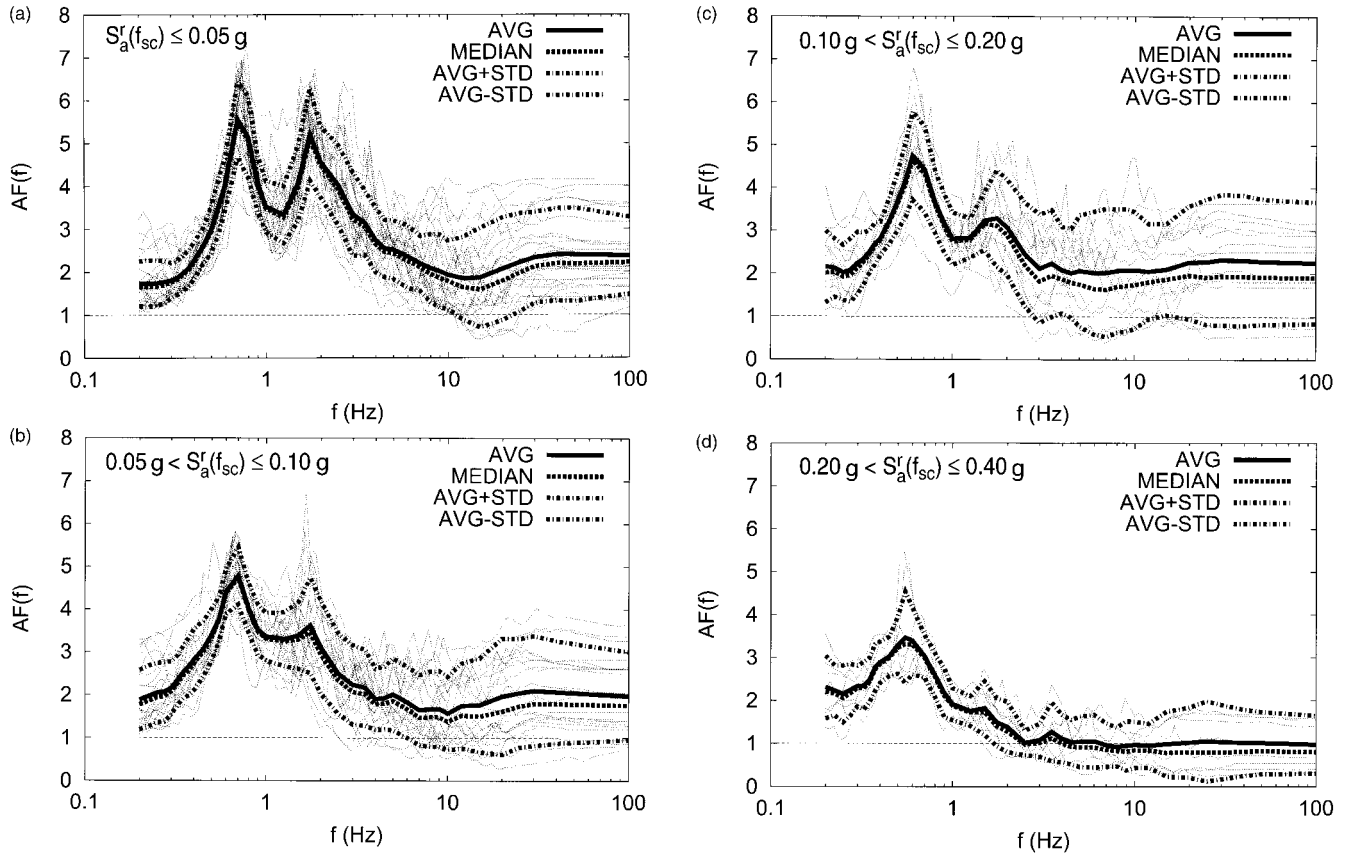 (a)
S_a^r(f_sc) ≤ 0.05 g
AVG
MEDIAN
AVG+STD
AVG-STD
8
7
6
5
4
3
2
1
0
AF(f)
0.1 1 10 100
f (Hz)
(b)
0.05 g < S_a^r(f_sc) ≤ 0.10 g
AVG
MEDIAN
AVG+STD
AVG-STD
8
7
6
5
4
3
2
1
0
AF(f)
0.1 1 10 100
f (Hz)
(c)
0.10 g < S_a^r(f_sc) ≤ 0.20 g
AVG
MEDIAN
AVG+STD
AVG-STD
8
7
6
5
4
3
2
1
0
AF(f)
0.1 1 10 100
f (Hz)
(d)
0.20 g < S_a^r(f_sc) ≤ 0.40 g
AVG
MEDIAN
AVG+STD
AVG-STD
8
7
6
5
4
3
2
1
0
AF(f)
0.1 1 10 100
f (Hz)